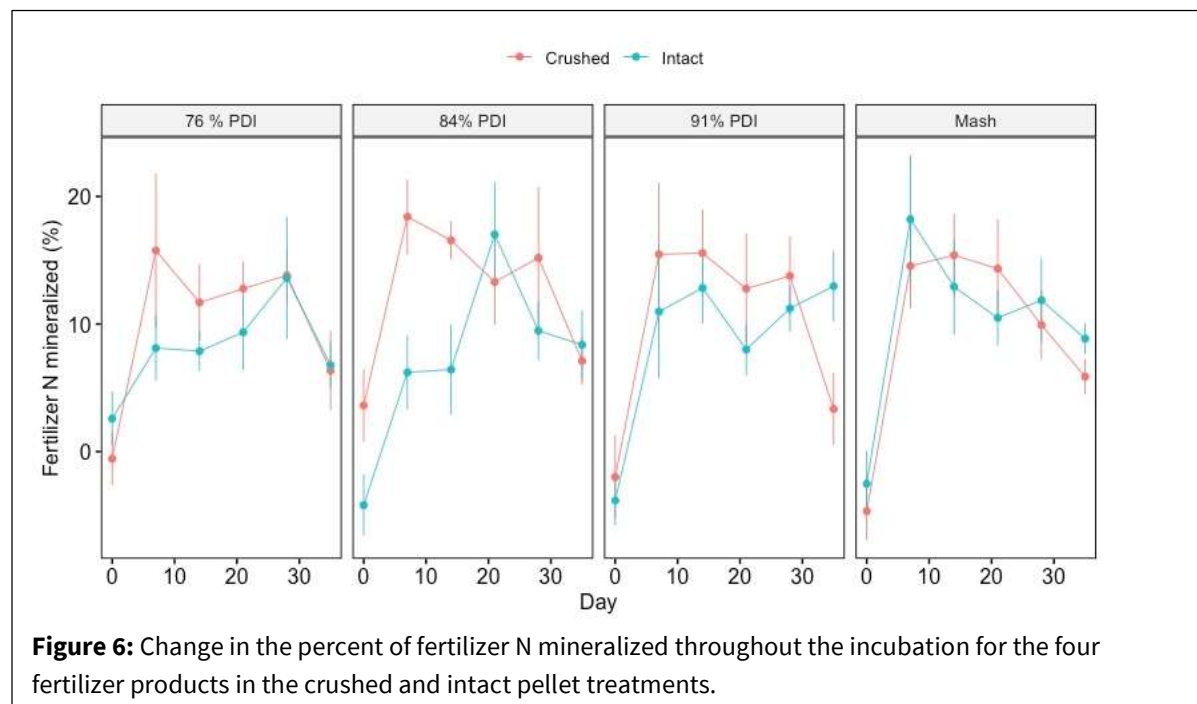 Crushed Intact
76 % PDI 84% PDI 91% PDI Mash
Fertilizer N mineralized (%)
20
10
0
0 10 20 30 0 10 20 30 0 10 20 30 0 10 20 30
Day
Figure 6: Change in the percent of fertilizer N mineralized throughout the incubation for the four
fertilizer products in the crushed and intact pellet treatments.